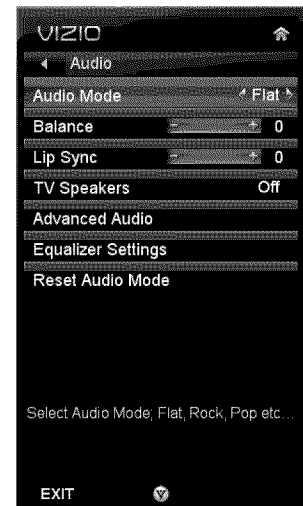 VIZIO
Audio
Audio Mode Flat
Balance - + 0
Lip Sync - + 0
TV Speakers Off
Advanced Audio
Equalizer Settings
Reset Audio Mode
Select Audio Mode; Flat, Rock, Pop etc...
EXIT V